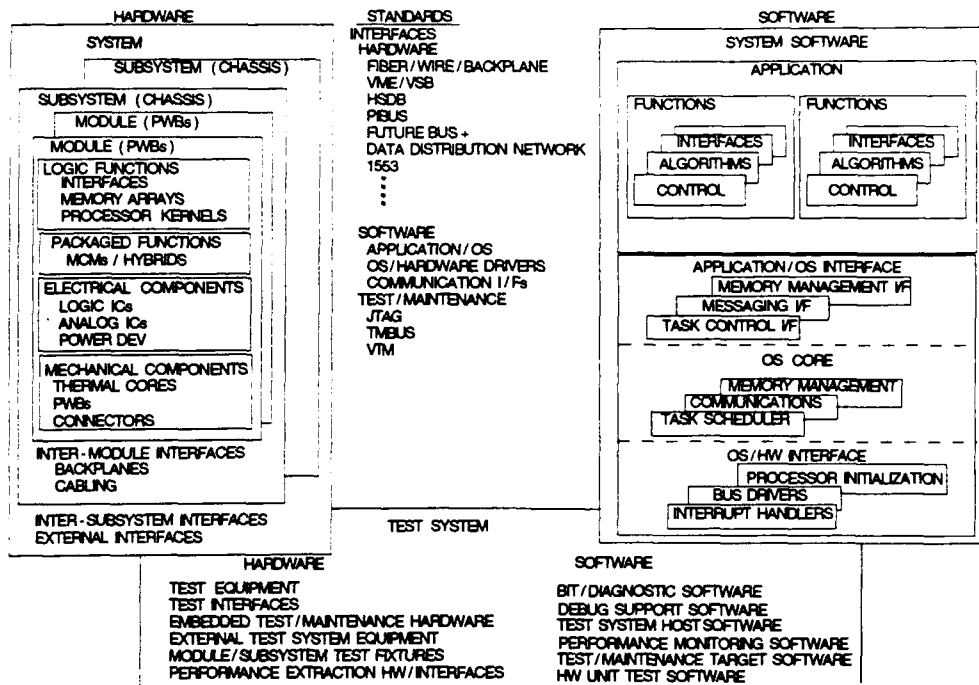 HARDWARE
SYSTEM
SUBSYSTEM (CHASSIS)
SUBSYSTEM (CHASSIS)
MODULE (PWBs)
MODULE (PWBs)
LOGIC FUNCTIONS
INTERFACES
MEMORY ARRAYS
PROCESSOR KERNELS
PACKAGED FUNCTIONS
MCMs / HYBRIDS
ELECTRICAL COMPONENTS
LOGIC ICs
ANALOG ICs
POWER DEV
MECHANICAL COMPONENTS
THERMAL CORES
PWBs
CONNECTORS
INTER-MODULE INTERFACES
BACKPLANES
CABLING
INTER-SUBSYSTEM INTERFACES
EXTERNAL INTERFACES
STANDARDS
INTERFACES
HARDWARE
FIBER/WIRE/BACKPLANE
VME/VSB
HSDB
PIBUS
FUTURE BUS +
DATA DISTRIBUTION NETWORK
1553
SOFTWARE
APPLICATION/OS
OS/HARDWARE DRIVERS
COMMUNICATION I/Fs
TEST/MAINTENANCE
JTAG
TMBUS
VTM
SOFTWARE
SYSTEM SOFTWARE
APPLICATION
FUNCTIONS
INTERFACES
ALGORITHMS
CONTROL
FUNCTIONS
INTERFACES
ALGORITHMS
CONTROL
APPLICATION/OS INTERFACE
MEMORY MANAGEMENT I/F
MESSAGING I/F
TASK CONTROL I/F
OS CORE
MEMORY MANAGEMENT
COMMUNICATIONS
TASK SCHEDULER
OS/HW INTERFACE
PROCESSOR INITIALIZATION
BUS DRIVERS
INTERRUPT HANDLERS
TEST SYSTEM
HARDWARE
TEST EQUIPMENT
TEST INTERFACES
EMBEDDED TEST/MAINTENANCE HARDWARE
EXTERNAL TEST SYSTEM EQUIPMENT
MODULE/SUBSYSTEM TEST FIXTURES
PERFORMANCE EXTRACTION HW/INTERFACES
SOFTWARE
BIT/DIAGNOSTIC SOFTWARE
DEBUG SUPPORT SOFTWARE
TEST SYSTEM HOST SOFTWARE
PERFORMANCE MONITORING SOFTWARE
TEST/MAINTENANCE TARGET SOFTWARE
HW UNIT TEST SOFTWARE